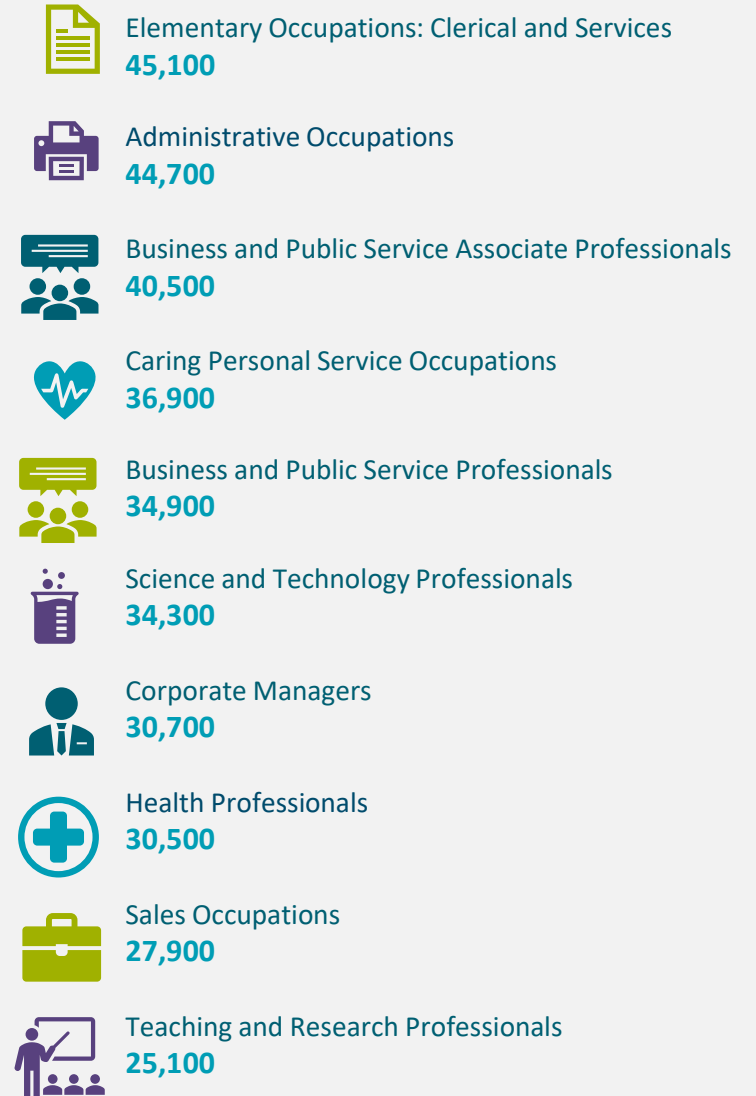 Elementary Occupations: Clerical and Services
45,100
Administrative Occupations
44,700
Business and Public Service Associate Professionals
40,500
Caring Personal Service Occupations
36,900
Business and Public Service Professionals
34,900
Science and Technology Professionals
34,300
Corporate Managers
30,700
Health Professionals
30,500
Sales Occupations
27,900
Teaching and Research Professionals
25,100